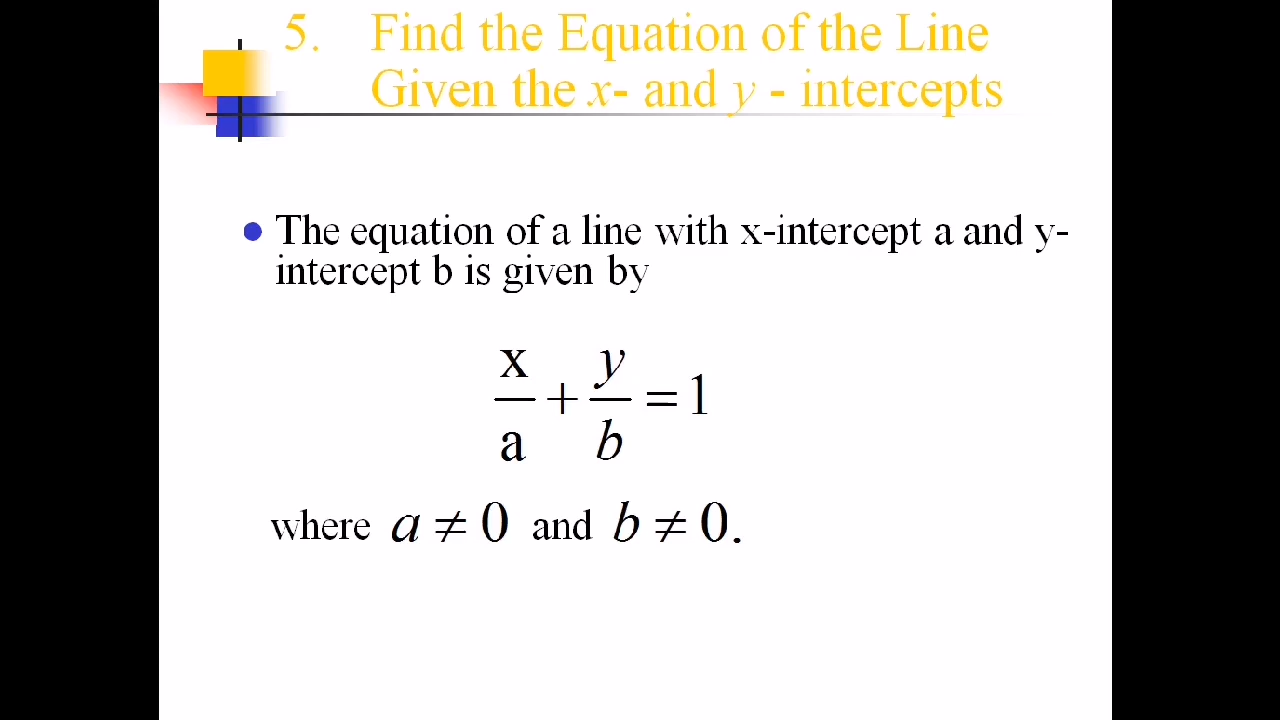 5. Find the Equation of the Line
Given the x- and y - intercepts
The equation of a line with x-intercept a and y-
intercept b is given by
x/a + y/b = 1
where a ≠ 0 and b ≠ 0.